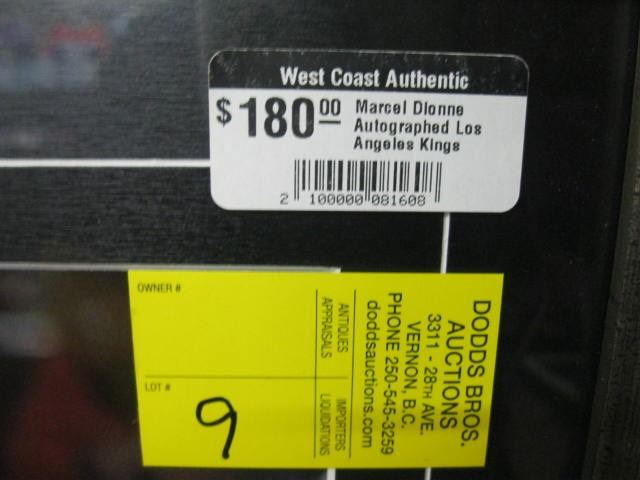 West Coast Authentic
$180.00 Marcel Dionne
Autographed Los
Angeles Kings
2 100000 081608
OWNER #
LOT #
9
ANTIQUES
APPRAISALS
IMPORTERS
LIQUIDATIONS
DODDS BROS.
AUCTIONS
3311 - 28TH AVE.
VERNON, B.C.
PHONE 250-545-3259
doddsauctions.com